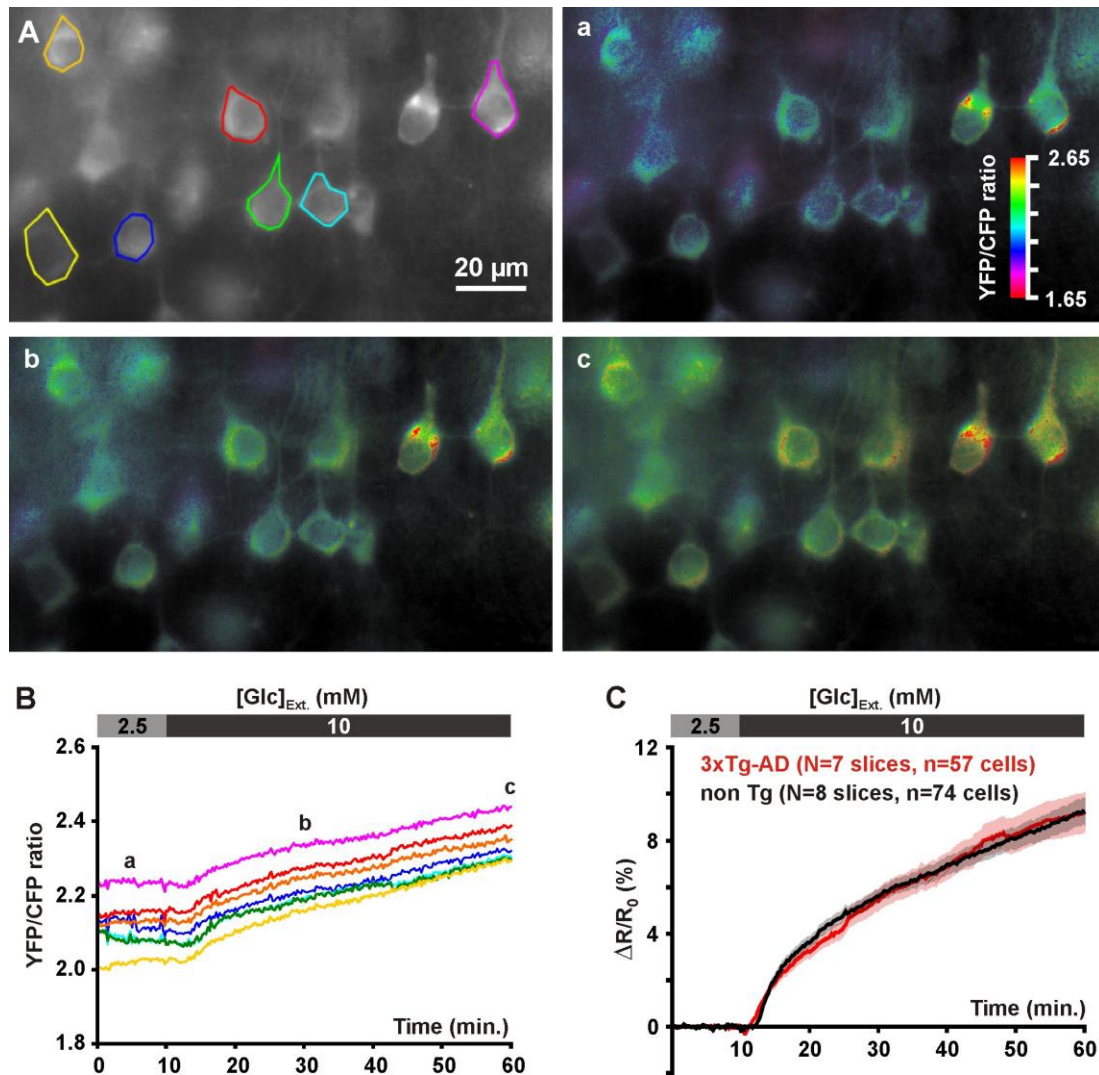 A
20 µm
a
2.65
YFP/CFP ratio
1.65
b
c
B
[Glc]Ext. (mM)
2.5 10
2.6
2.4
2.2
2.0
1.8
YFP/CFP ratio
a
b
c
Time (min.)
0 10 20 30 40 50 60
C
[Glc]Ext. (mM)
2.5 10
12
8
4
0
ΔR/R0 (%)
3xTg-AD (N=7 slices, n=57 cells)
non Tg (N=8 slices, n=74 cells)
Time (min.)
10 20 30 40 50 60